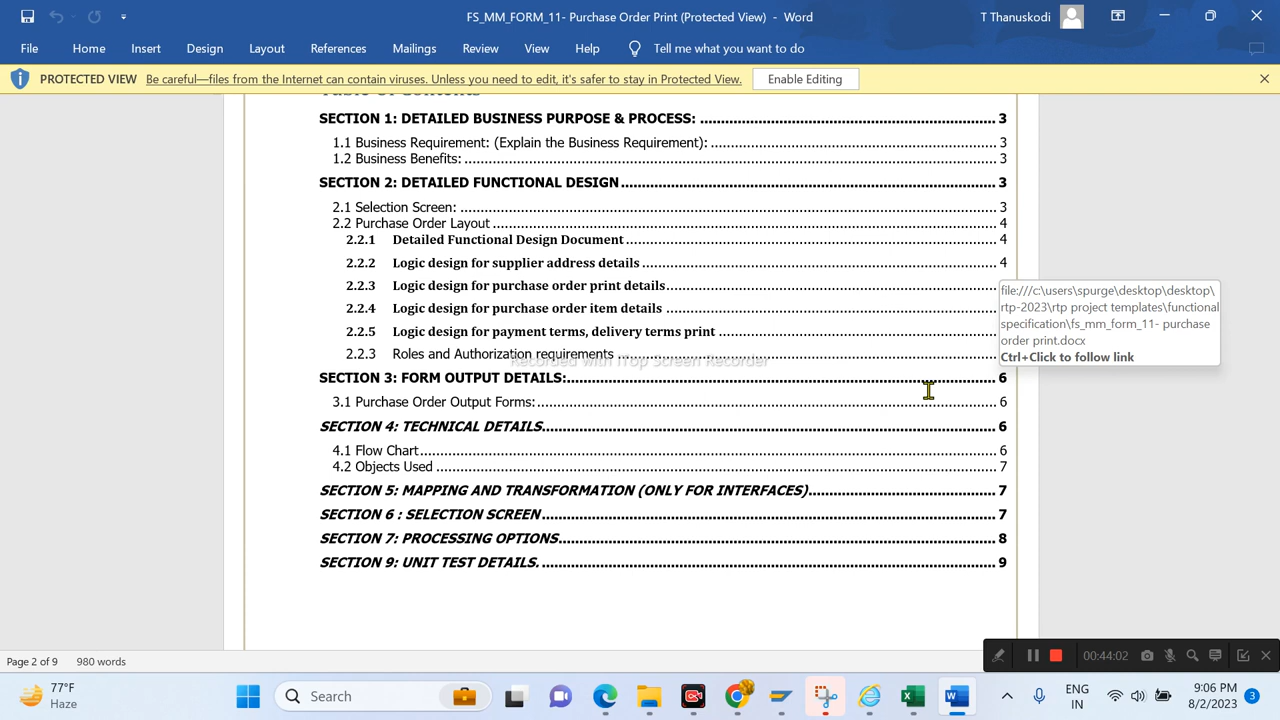 FS_MM_FORM_11- Purchase Order Print (Protected View) - Word
T Thanuskodi
File Home Insert Design Layout References Mailings Review View Help Tell me what you want to do
PROTECTED VIEW Be careful—files from the Internet can contain viruses. Unless you need to edit, it's safer to stay in Protected View. Enable Editing
Table of Contents
SECTION 1: DETAILED BUSINESS PURPOSE & PROCESS: 3
1.1 Business Requirement: (Explain the Business Requirement): 3
1.2 Business Benefits: 3
SECTION 2: DETAILED FUNCTIONAL DESIGN 3
2.1 Selection Screen: 3
2.2 Purchase Order Layout 4
2.2.1 Detailed Functional Design Document 4
2.2.2 Logic design for supplier address details 4
2.2.3 Logic design for purchase order print details
2.2.4 Logic design for purchase order item details
2.2.5 Logic design for payment terms, delivery terms print
2.2.3 Roles and Authorization requirements
file:///c:\users\spurge\desktop\desktop\
rtp-2023\rtp project templates\functional
specification\fs_mm_form_11- purchase
order print.docx
Ctrl+Click to follow link
Recorded with iTop Screen Recorder
SECTION 3: FORM OUTPUT DETAILS: 6
3.1 Purchase Order Output Forms: 6
SECTION 4: TECHNICAL DETAILS 6
4.1 Flow Chart 6
4.2 Objects Used 7
SECTION 5: MAPPING AND TRANSFORMATION (ONLY FOR INTERFACES) 7
SECTION 6 : SELECTION SCREEN 7
SECTION 7: PROCESSING OPTIONS 8
SECTION 9: UNIT TEST DETAILS. 9
00:44:02
Page 2 of 9 980 words
77°F
Haze
Search
ENG
IN
9:06 PM
8/2/2023
3